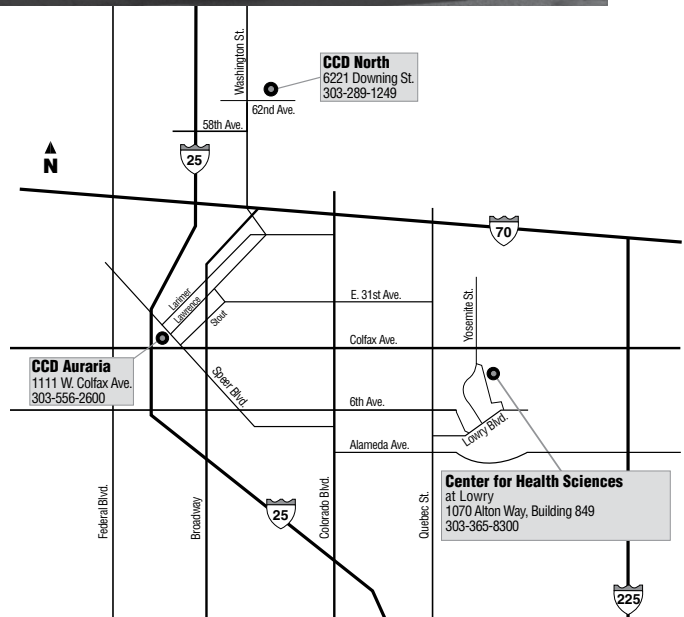 Washington St.
CCD North
6221 Downing St.
303-289-1249
62nd Ave.
58th Ave.
25
N
70
Larimer
Lawrence
Stout
E. 31st Ave.
Yosemite St.
Colfax Ave.
CCD Auraria
1111 W. Colfax Ave.
303-556-2600
Speer Blvd.
6th Ave.
Lowry Blvd.
Alameda Ave.
Center for Health Sciences
at Lowry
1070 Alton Way, Building 849
303-365-8300
Federal Blvd.
Broadway
25
Colorado Blvd.
Quebec St.
225